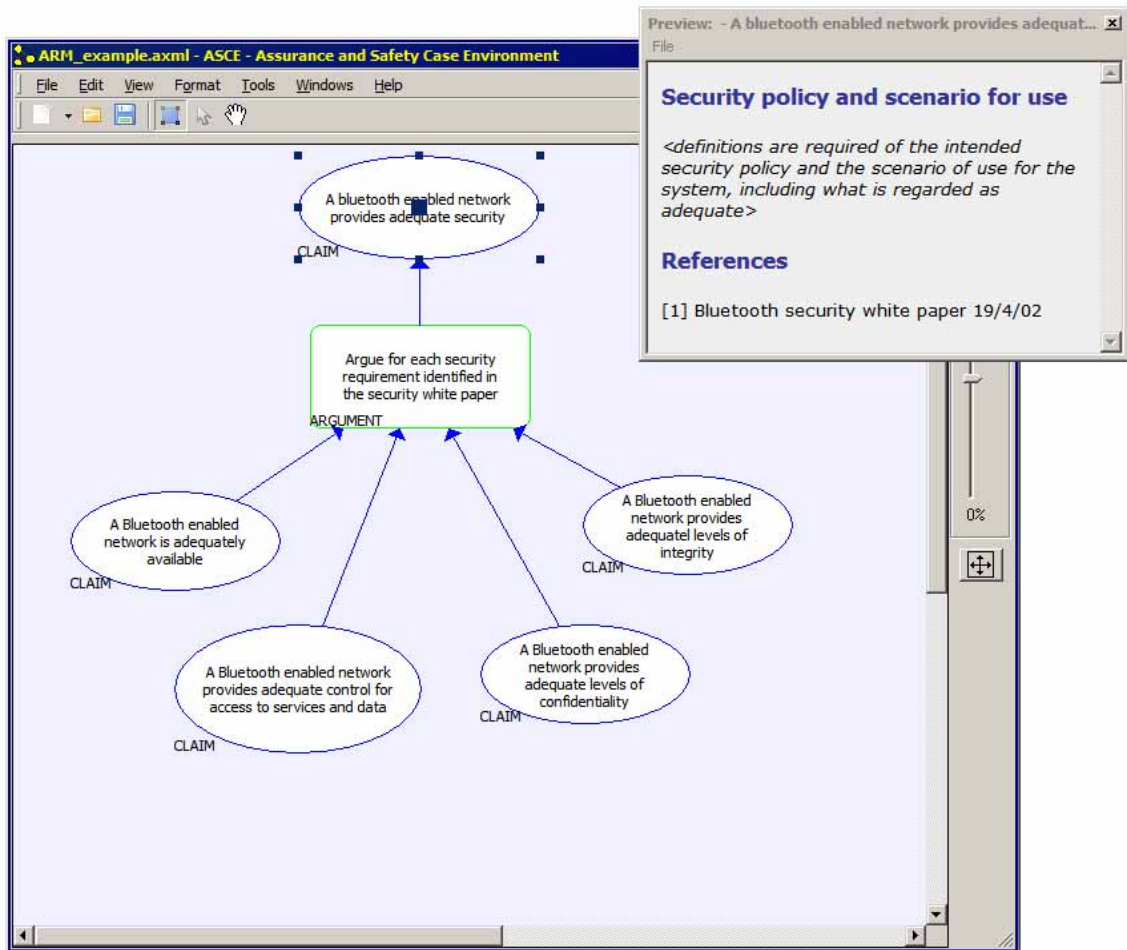 Preview: - A bluetooth enabled network provides adequat...
File
Security policy and scenario for use
<definitions are required of the intended
security policy and the scenario of use for the
system, including what is regarded as
adequate>
References
[1] Bluetooth security white paper 19/4/02
ARM_example.axml - ASCE - Assurance and Safety Case Environment
File Edit View Format Tools Windows Help
A bluetooth enabled network
provides adequate security
CLAIM
Argue for each security
requirement identified in
the security white paper
ARGUMENT
A Bluetooth enabled
network is adequately
available
CLAIM
A Bluetooth enabled
network provides
adequatel levels of
integrity
CLAIM
A Bluetooth enabled network
provides adequate control for
access to services and data
CLAIM
A Bluetooth enabled
network provides
adequate levels of
confidentiality
CLAIM
0%